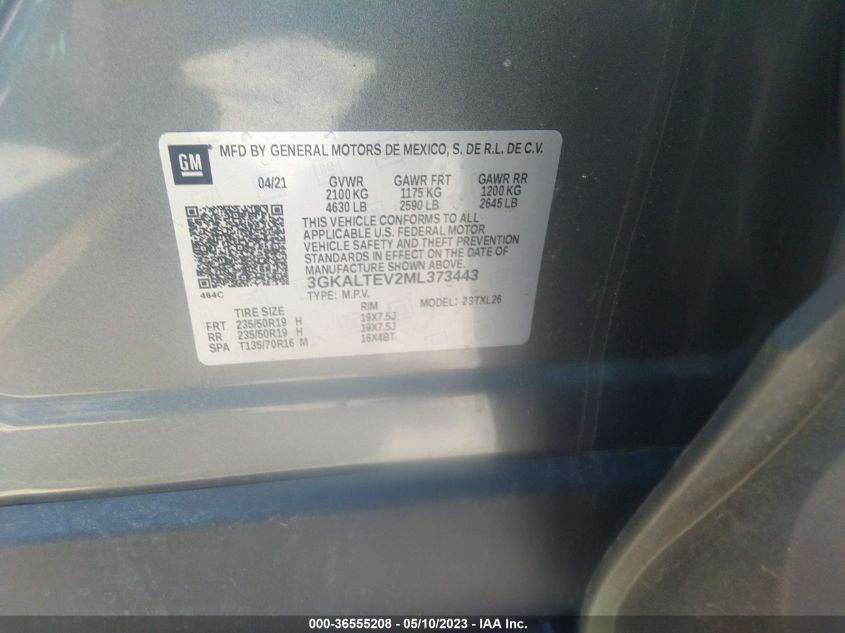 GM
MFD BY GENERAL MOTORS DE MEXICO, S. DE R.L. DE C.V.
04/21 GVWR GAWR FRT GAWR RR
2100 KG 1175 KG 1200 KG
4630 LB 2590 LB 2645 LB
THIS VEHICLE CONFORMS TO ALL
APPLICABLE U.S. FEDERAL MOTOR
VEHICLE SAFETY AND THEFT PREVENTION
STANDARDS IN EFFECT ON THE DATE OF
MANUFACTURE SHOWN ABOVE.
3GKALTEV2ML373443
464C TYPE: M.P.V. MODEL: 23TXL26
TIRE SIZE RIM
FRT 235/50R19 H 19X7.5J
RR 235/50R19 H 19X7.5J
SPA T135/70R16 M 16X4BT
000-36555208 - 05/10/2023 - IAA Inc.